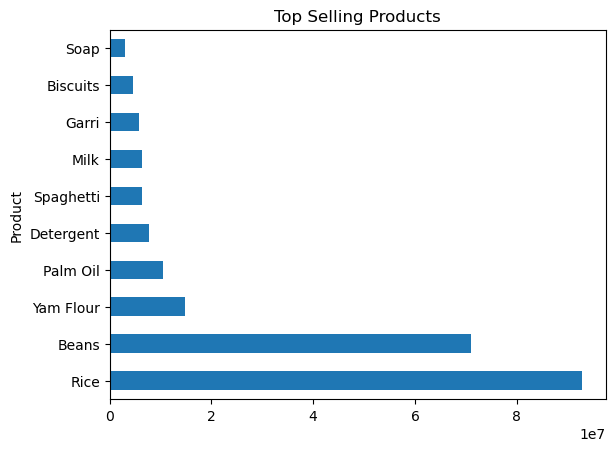 Top Selling Products
Product
Soap
Biscuits
Garri
Milk
Spaghetti
Detergent
Palm Oil
Yam Flour
Beans
Rice
0 2 4 6 8
1e7